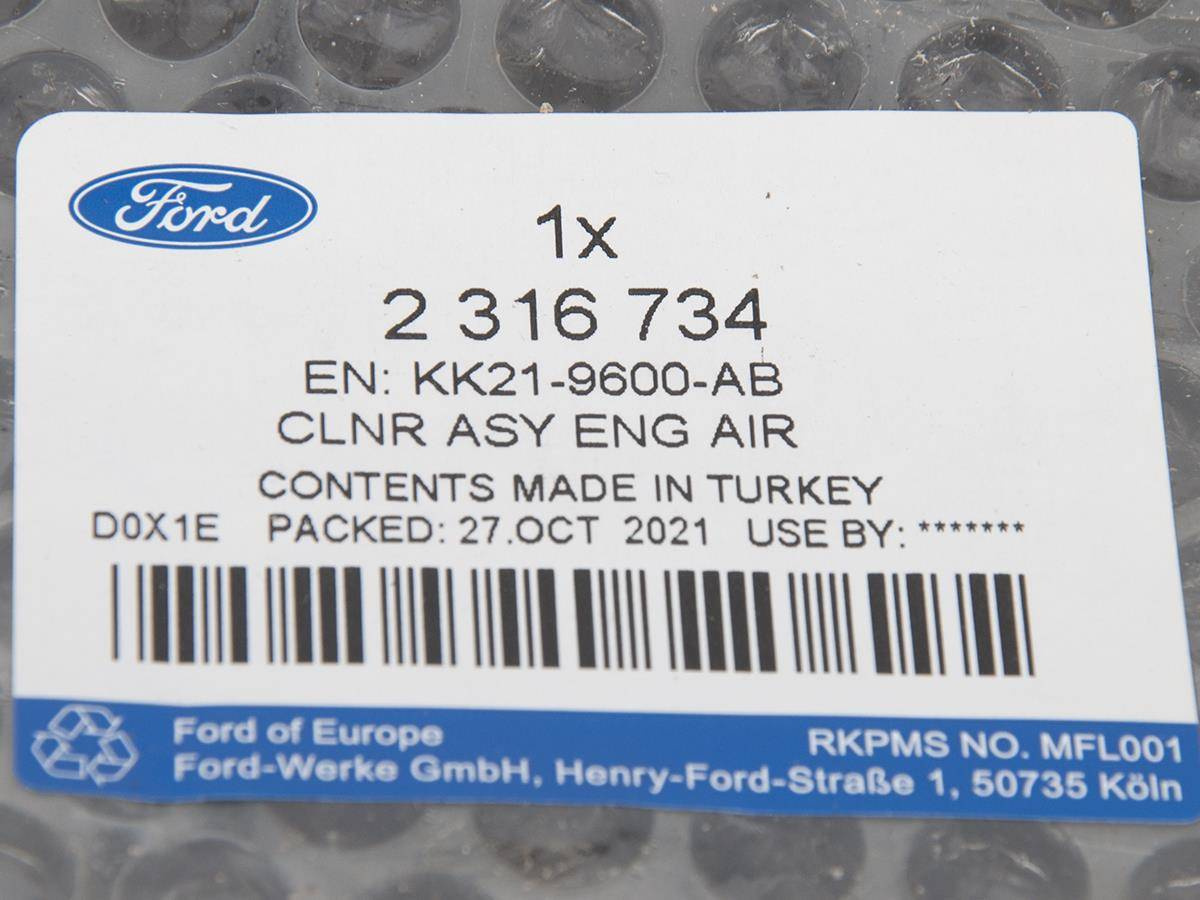 Ford
1x
2 316 734
EN: KK21-9600-AB
CLNR ASY ENG AIR
CONTENTS MADE IN TURKEY
D0X1E PACKED: 27.OCT 2021 USE BY: *******
Ford of Europe
RKPMS NO. MFL001
Ford-Werke GmbH, Henry-Ford-Straße 1, 50735 Köln